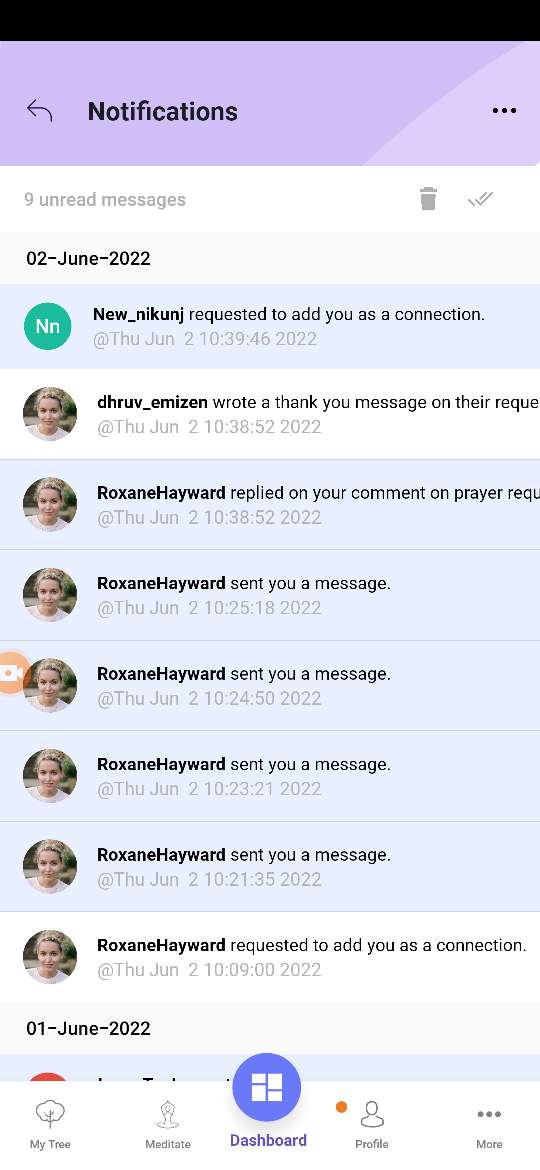 Notifications
9 unread messages
02-June-2022
Nn
New_nikunj requested to add you as a connection.
@Thu Jun 2 10:39:46 2022
dhruv_emizen wrote a thank you message on their reque
@Thu Jun 2 10:38:52 2022
RoxaneHayward replied on your comment on prayer requ
@Thu Jun 2 10:38:52 2022
RoxaneHayward sent you a message.
@Thu Jun 2 10:25:18 2022
RoxaneHayward sent you a message.
@Thu Jun 2 10:24:50 2022
RoxaneHayward sent you a message.
@Thu Jun 2 10:23:21 2022
RoxaneHayward sent you a message.
@Thu Jun 2 10:21:35 2022
RoxaneHayward requested to add you as a connection.
@Thu Jun 2 10:09:00 2022
01-June-2022
My Tree
Meditate
Dashboard
Profile
More